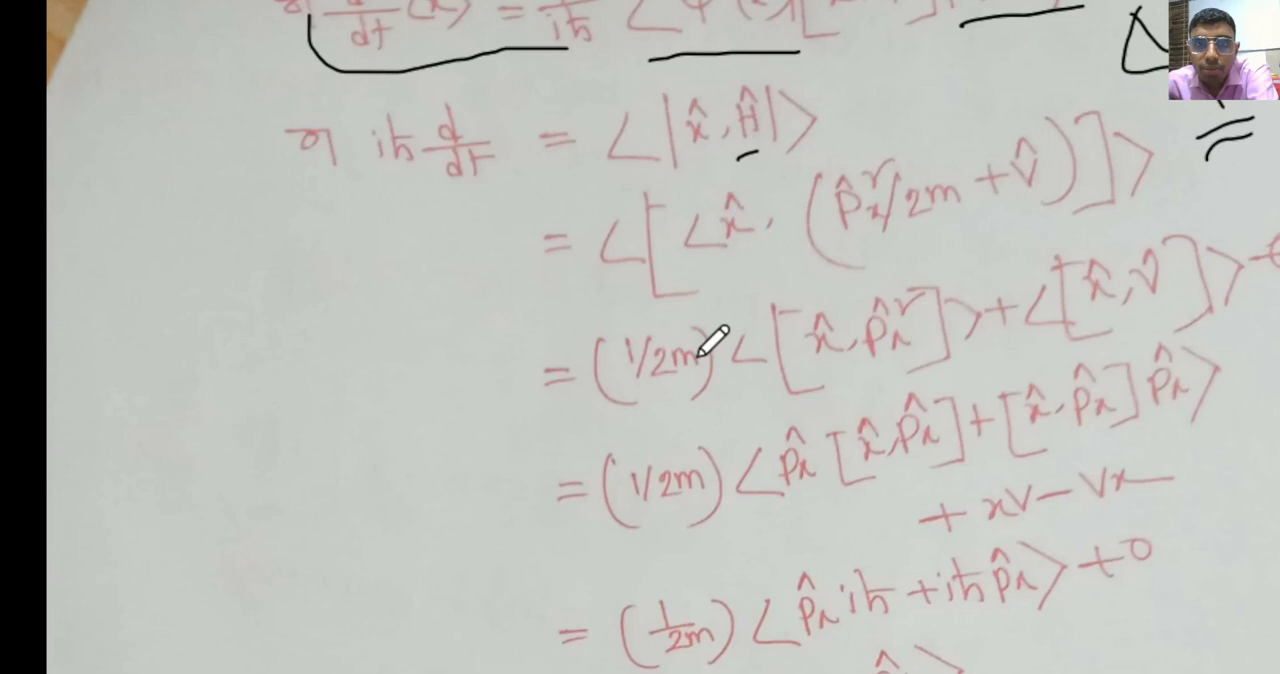 বা d/dt ⟨x⟩ = 1/iħ ⟨ψ
বা iħ d/dt = ⟨|x̂, Ĥ|⟩
= ⟨[⟨x̂, (p̂ₓ²/2m + V̂)]⟩
= (1/2m) ⟨[x̂, p̂ₓ²]⟩ + ⟨[x̂, V̂]⟩
= (1/2m) ⟨p̂ₓ [x̂, p̂ₓ] + [x̂, p̂ₓ] p̂ₓ⟩
+ xV − Vx
= (1/2m) ⟨p̂ₓ iħ + iħ p̂ₓ⟩ + 0